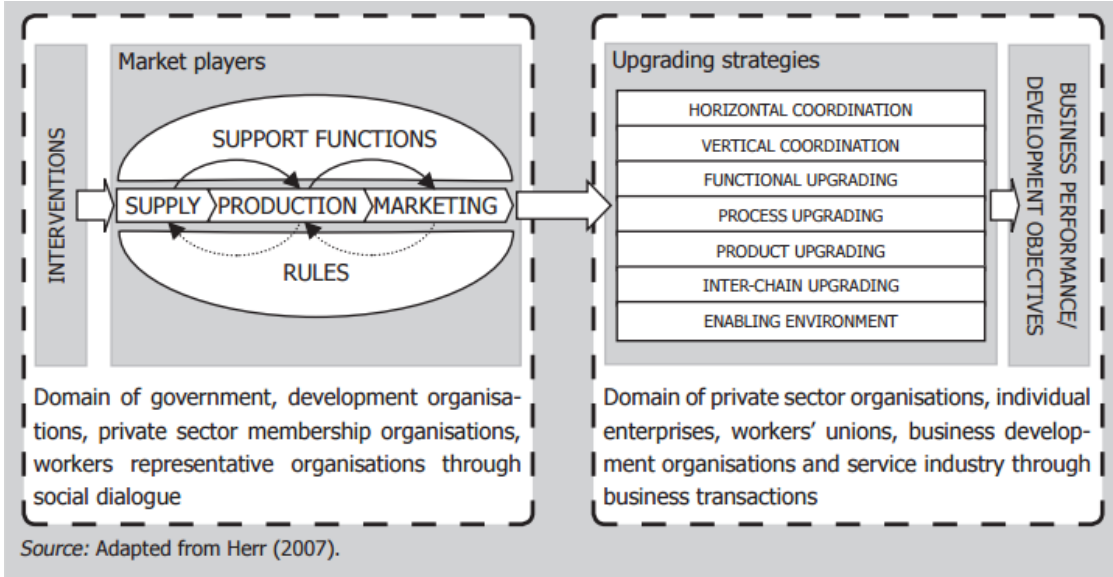 INTERVENTIONS
Market players
SUPPORT FUNCTIONS
SUPPLY
PRODUCTION
MARKETING
RULES
Domain of government, development organisa-
tions, private sector membership organisations,
workers representative organisations through
social dialogue
Upgrading strategies
HORIZONTAL COORDINATION
VERTICAL COORDINATION
FUNCTIONAL UPGRADING
PROCESS UPGRADING
PRODUCT UPGRADING
INTER-CHAIN UPGRADING
ENABLING ENVIRONMENT
BUSINESS PERFORMANCE/
DEVELOPMENT OBJECTIVES
Domain of private sector organisations, individual
enterprises, workers’ unions, business develop-
ment organisations and service industry through
business transactions
Source: Adapted from Herr (2007).